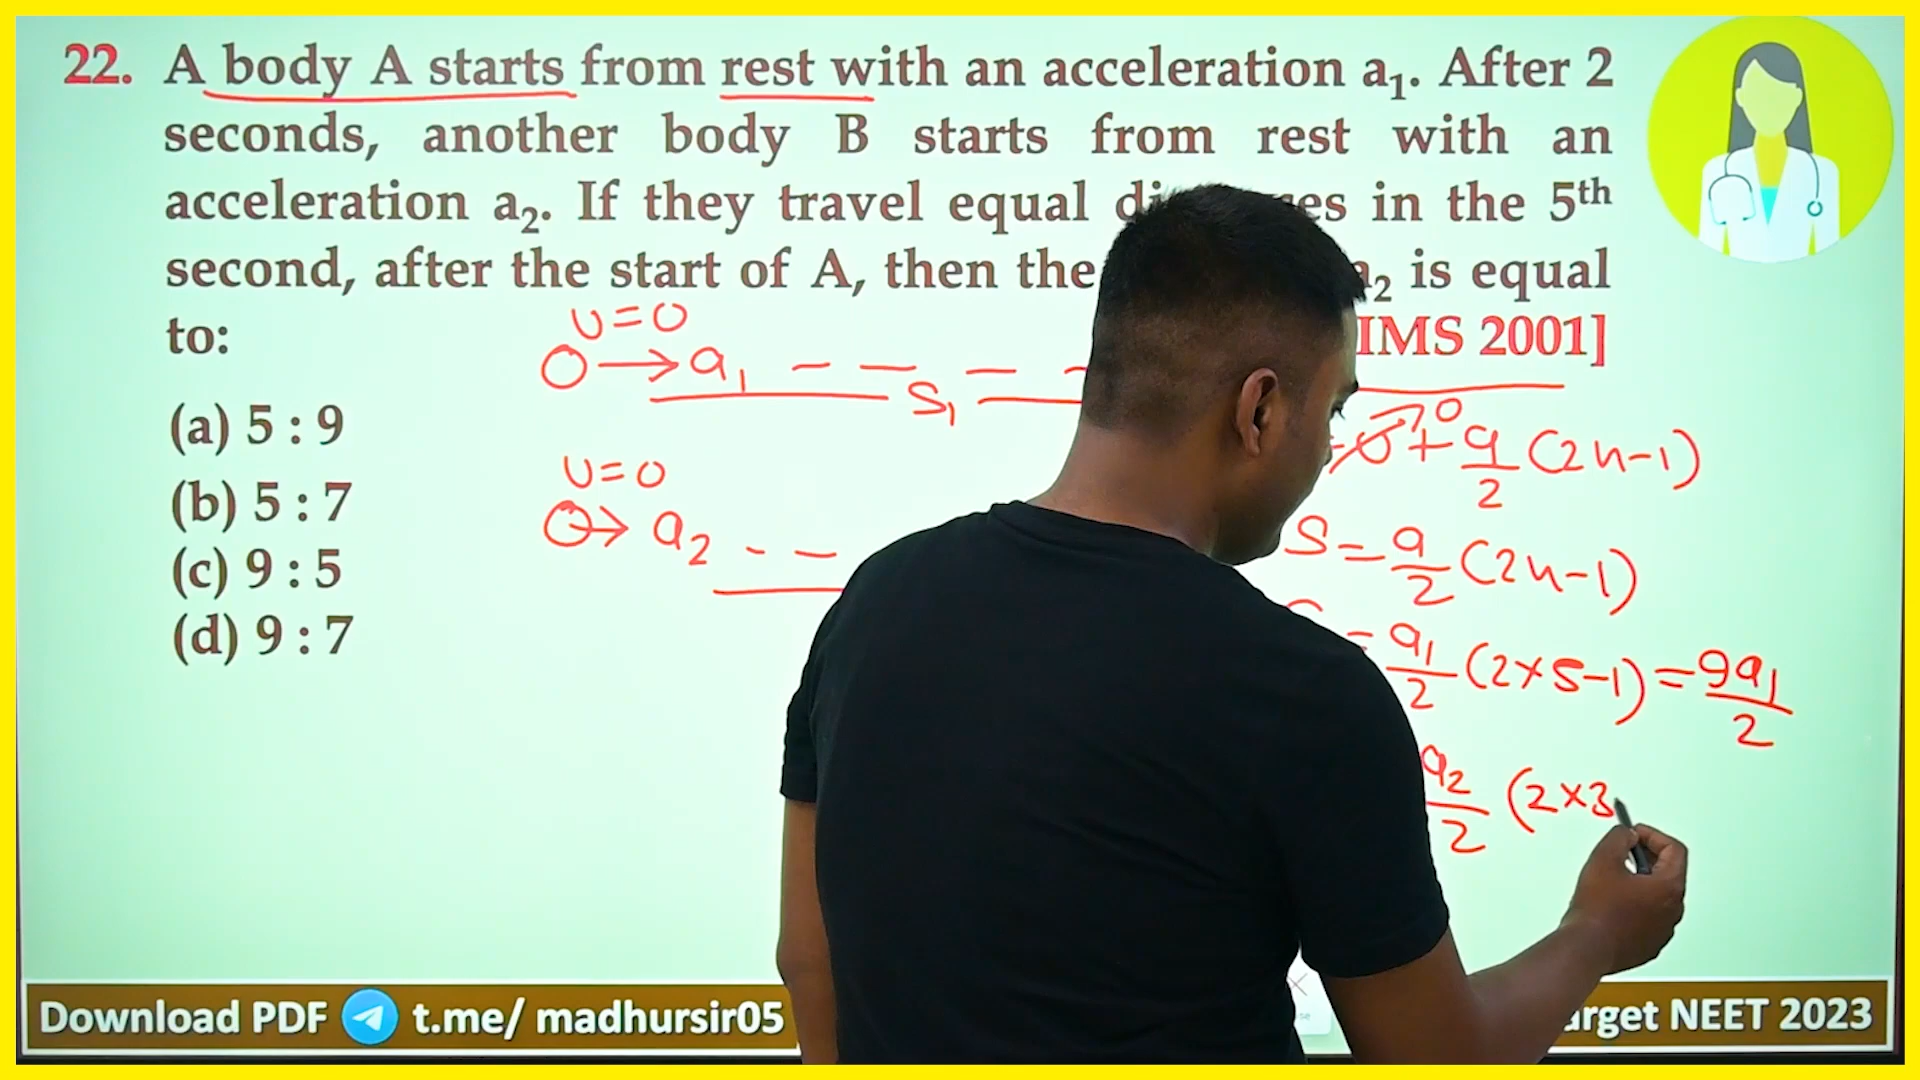 22. A body A starts from rest with an acceleration a₁. After 2
seconds, another body B starts from rest with an
acceleration a₂. If they travel equal in the 5th
second, after the start of A, then the a₂ is equal
to: IMS 2001]
(a) 5 : 9
(b) 5 : 7
(c) 9 : 5
(d) 9 : 7
u=0
O→a₁
S₁
u=0
O→a₂
0
+ a/2 (2n-1)
S = a/2 (2n-1)
= a₁/2 (2×5-1) = 9a₁/2
a₂/2 (2×3
Download PDF t.me/ madhursir05
arget NEET 2023